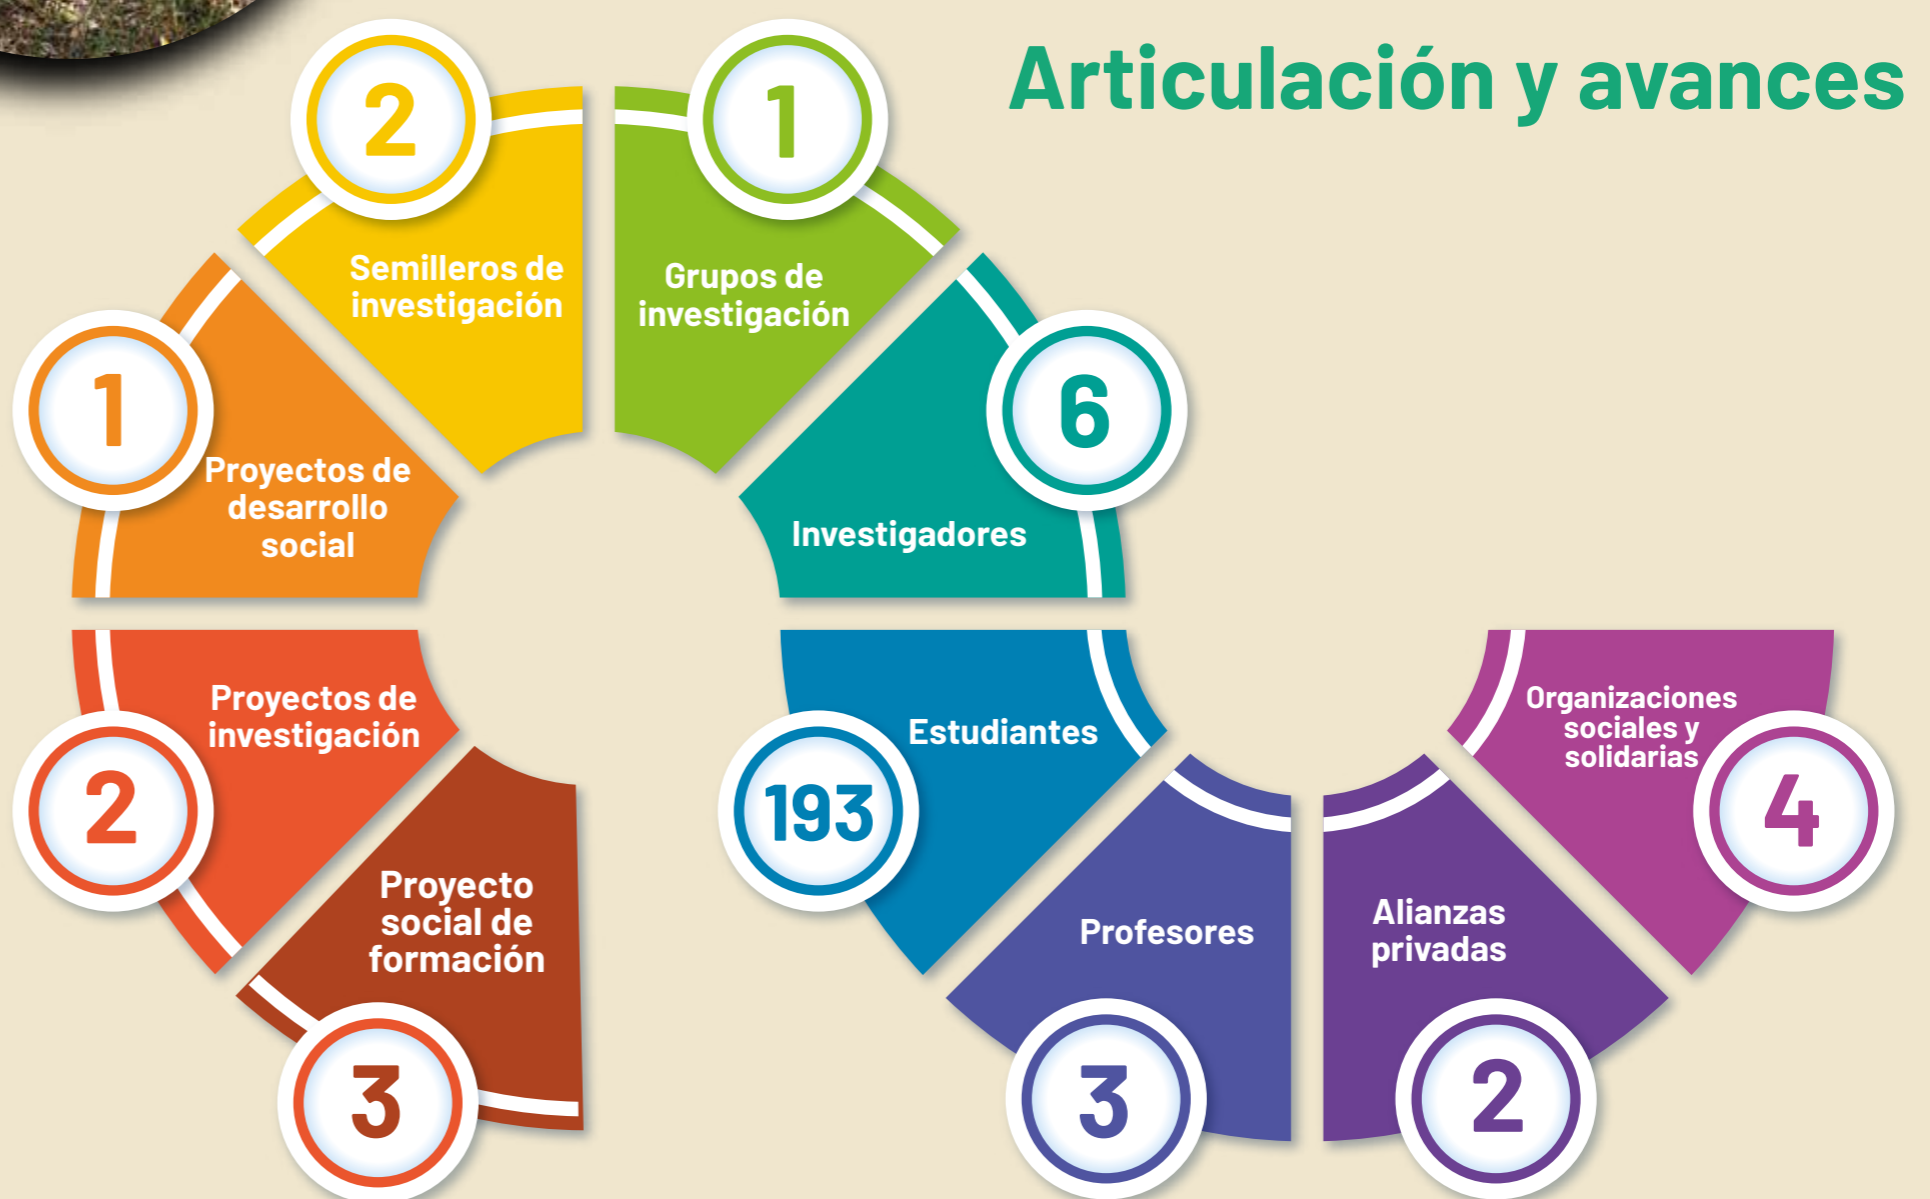 Articulación y avances
2
Semilleros de
investigación
1
Grupos de
investigación
1
Proyectos de
desarrollo
social
6
Investigadores
2
Proyectos de
investigación
3
Proyecto
social de
formación
193
Estudiantes
3
Profesores
2
Alianzas
privadas
4
Organizaciones
sociales y
solidarias